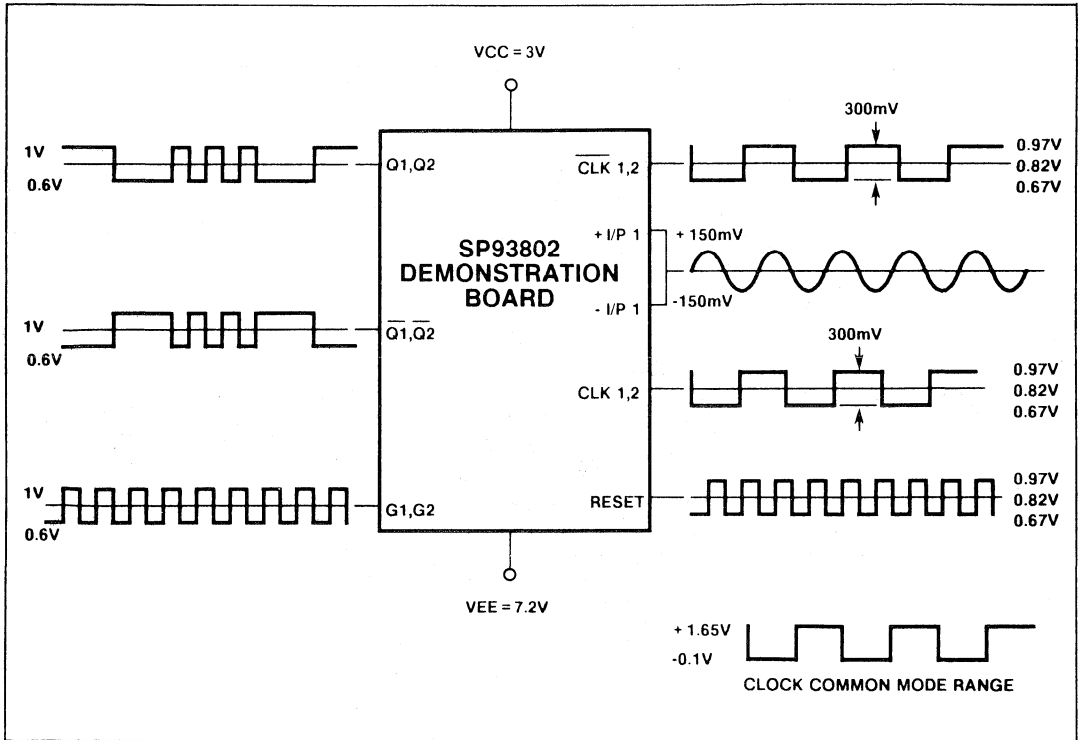 VCC = 3V
1V
0.6V
Q1,Q2
1V
0.6V
Q1,Q2
1V
0.6V
G1,G2
SP93802
DEMONSTRATION
BOARD
CLK 1,2
300mV
0.97V
0.82V
0.67V
+ I/P 1
+ 150mV
- I/P 1
-150mV
CLK 1,2
300mV
0.97V
0.82V
0.67V
RESET
0.97V
0.82V
0.67V
VEE = 7.2V
+ 1.65V
-0.1V
CLOCK COMMON MODE RANGE